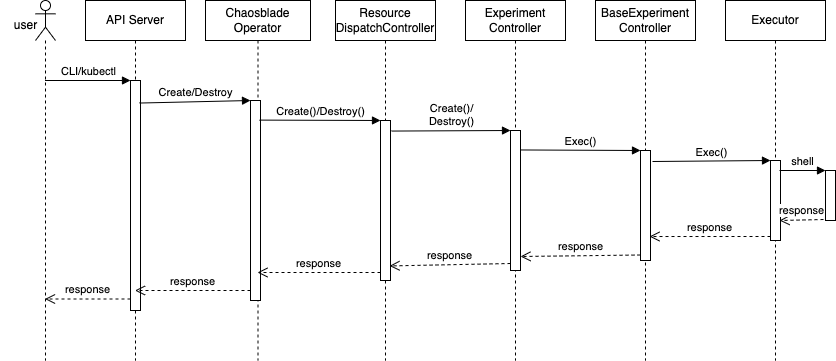 user
API Server
Chaosblade
Operator
Resource
DispatchController
Experiment
Controller
BaseExperiment
Controller
Executor
CLI/kubectl
Create/Destroy
Create()/Destroy()
Create()/
Destroy()
Exec()
Exec()
shell
response
response
response
response
response
response
response